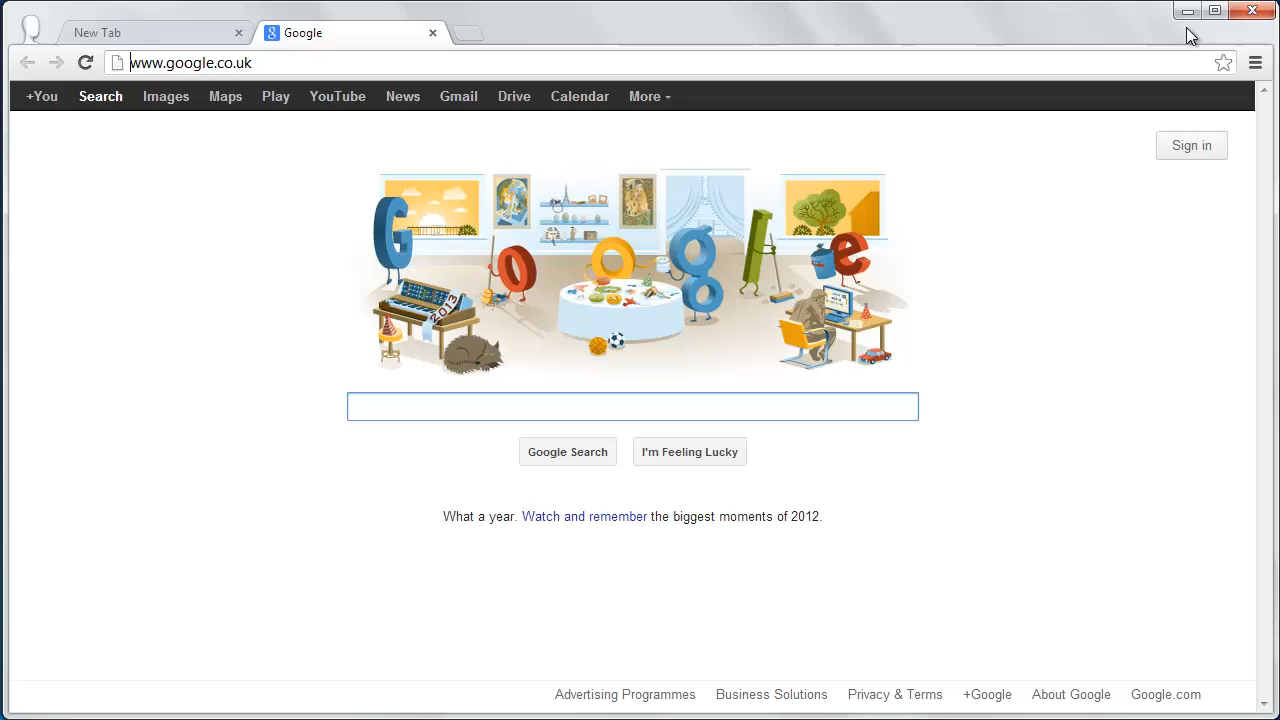 New Tab
Google
www.google.co.uk
+You Search Images Maps Play YouTube News Gmail Drive Calendar More
Sign in
Google
2013
Google Search I'm Feeling Lucky
What a year. Watch and remember the biggest moments of 2012.
Advertising Programmes Business Solutions Privacy & Terms +Google About Google Google.com